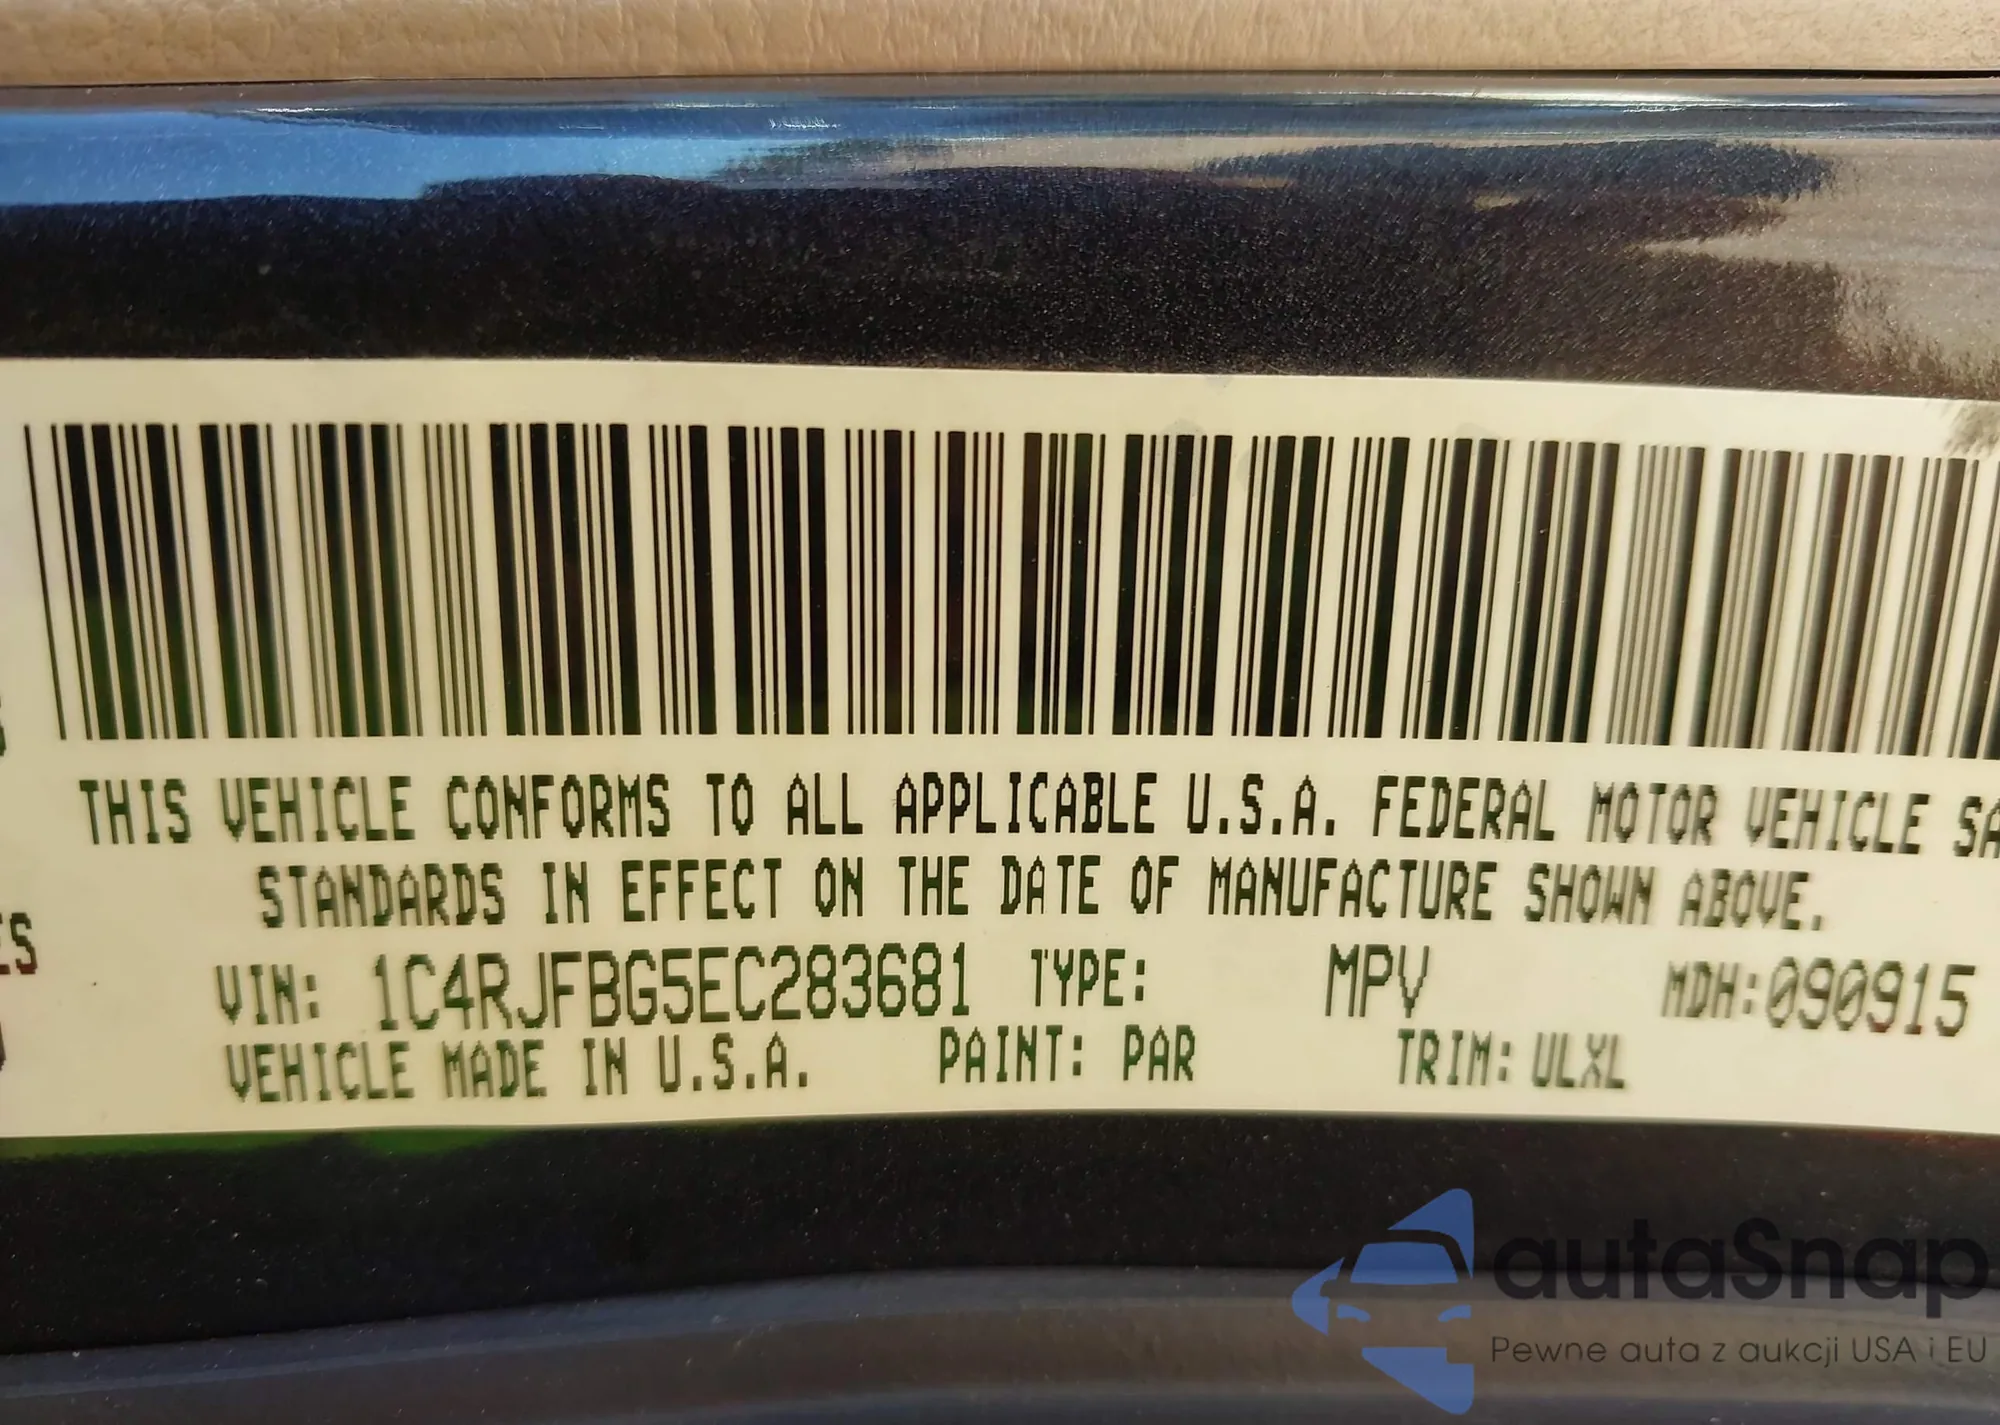 THIS VEHICLE CONFORMS TO ALL APPLICABLE U.S.A. FEDERAL MOTOR VEHICLE SA
STANDARDS IN EFFECT ON THE DATE OF MANUFACTURE SHOWN ABOVE.
ES
VIN: 1C4RJFBG5EC283681 TYPE: MPV MDH:090915
VEHICLE MADE IN U.S.A. PAINT: PAR TRIM: ULXL
autaSnap
Pewne auta z aukcji USA i EU